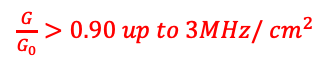 G/G₀ > 0.90 up to 3MHz/ cm²